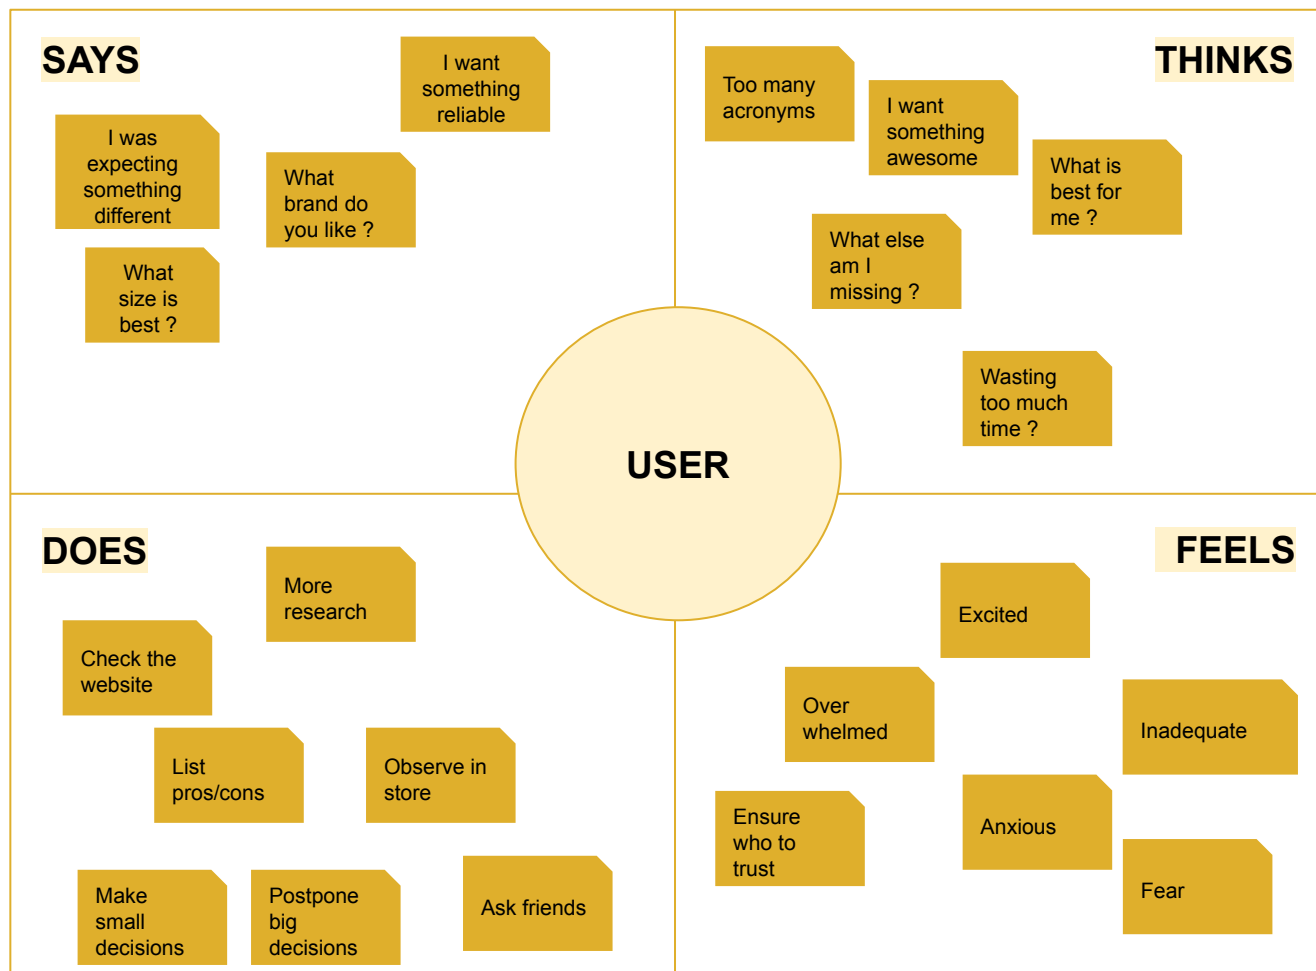 SAYS
I want
something
reliable
I was
expecting
something
different
What
brand do
you like ?
What
size is
best ?
THINKS
Too many
acronyms
I want
something
awesome
What is
best for
me ?
What else
am I
missing ?
Wasting
too much
time ?
USER
DOES
More
research
Check the
website
List
pros/cons
Observe in
store
Make
small
decisions
Postpone
big
decisions
Ask friends
FEELS
Excited
Over
whelmed
Inadequate
Ensure
who to
trust
Anxious
Fear